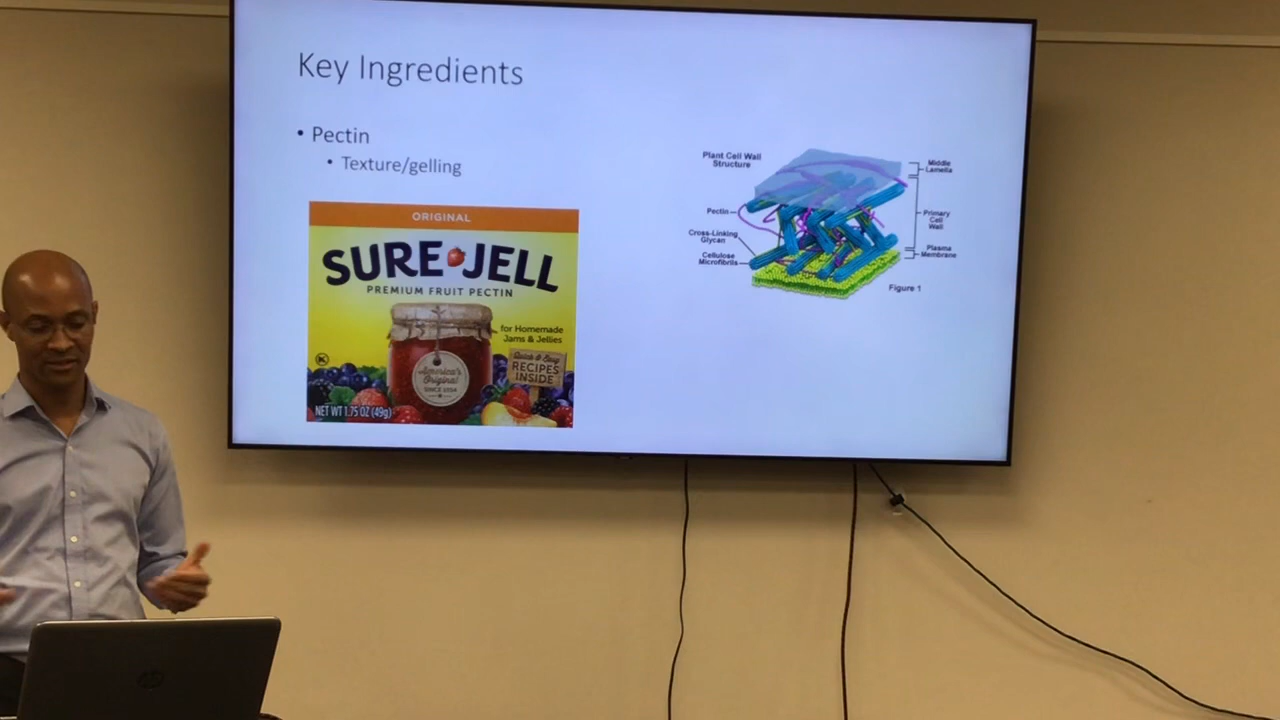 Key Ingredients
• Pectin
• Texture/gelling
ORIGINAL
SURE JELL
PREMIUM FRUIT PECTIN
for Homemade
Jams & Jellies
America's
Original
SINCE 1934
Quick & Easy
RECIPES
INSIDE
K
NET WT 1.75 OZ (49g)
Plant Cell Wall
Structure
Middle
Lamella
Pectin
Primary
Cell
Wall
Cross-Linking
Glycan
Cellulose
Microfibrils
Plasma
Membrane
Figure 1
hp